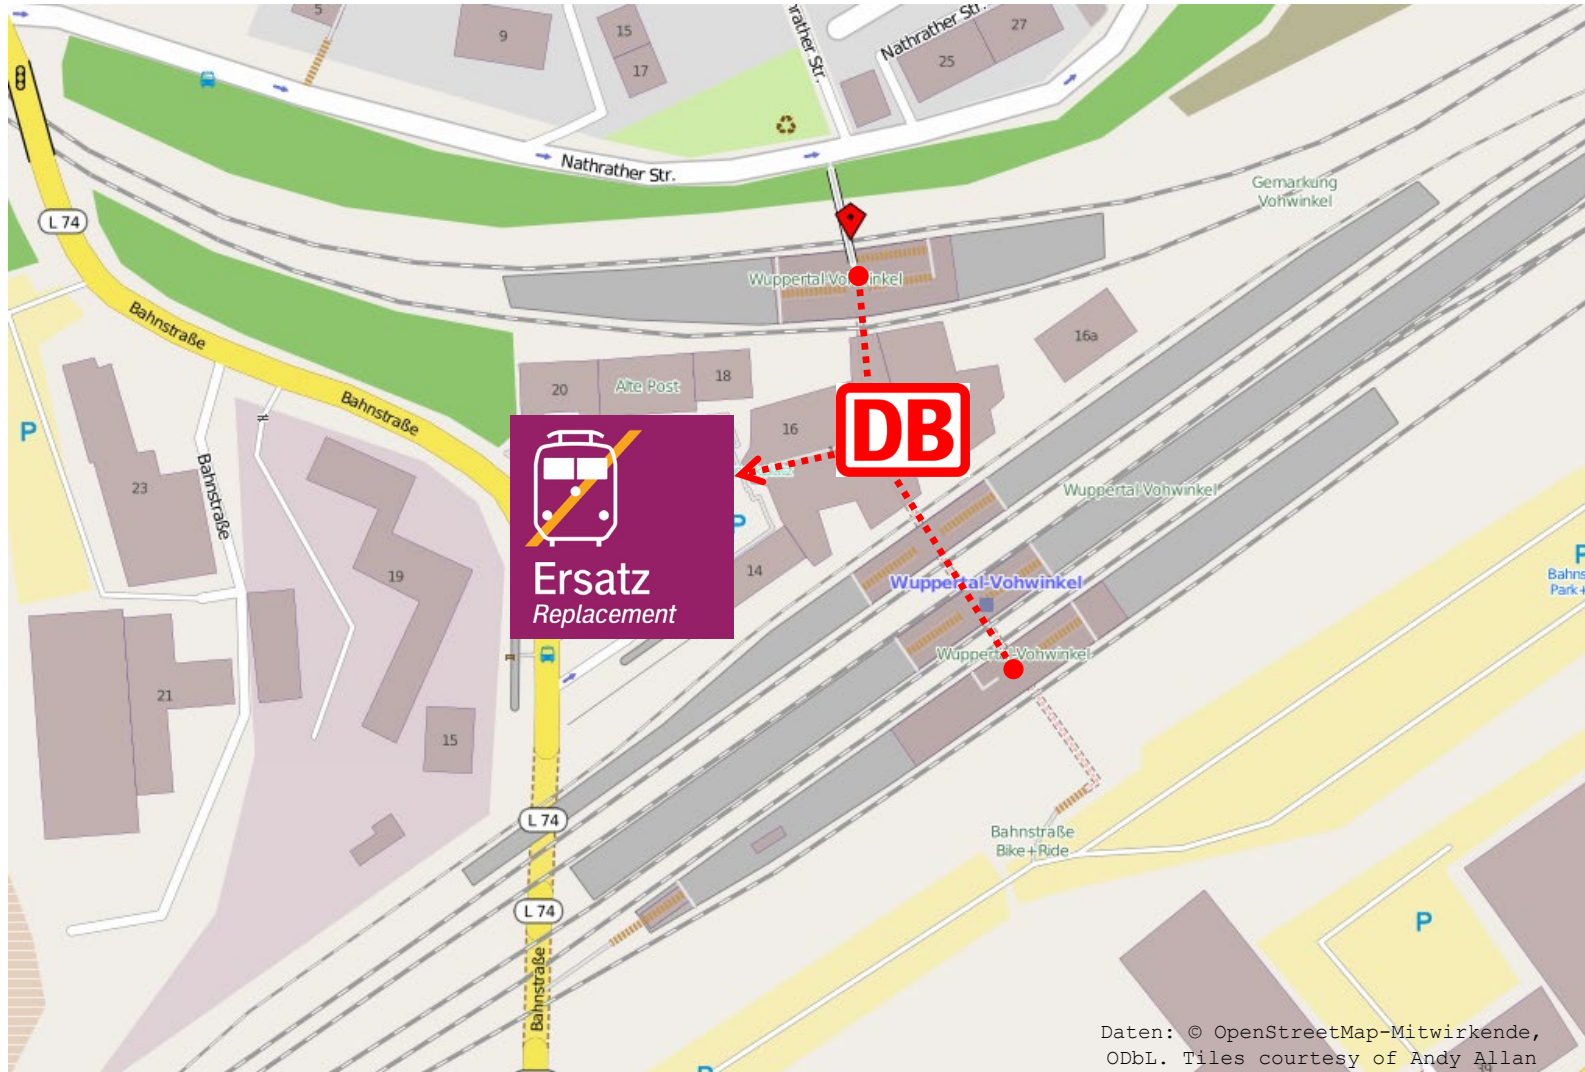 5
9
15
17
Nathrather Str.
27
25
Nathrather Str.
Gemarkung
Vohwinkel
L 74
Wuppertal-Vohwinkel
Bahnstraße
16a
20
Alte Post
18
Bahnstraße
P
16
DB
23
Bahnstraße
Wuppertal-Vohwinkel
P
Ersatz
Replacement
19
14
Wuppertal-Vohwinkel
P
Wuppertal-Vohwinkel
21
15
L 74
Bahnstraße
Bike+Ride
L 74
P
Bahnstraße
Daten: © OpenStreetMap-Mitwirkende,
ODbL. Tiles courtesy of Andy Allan
P